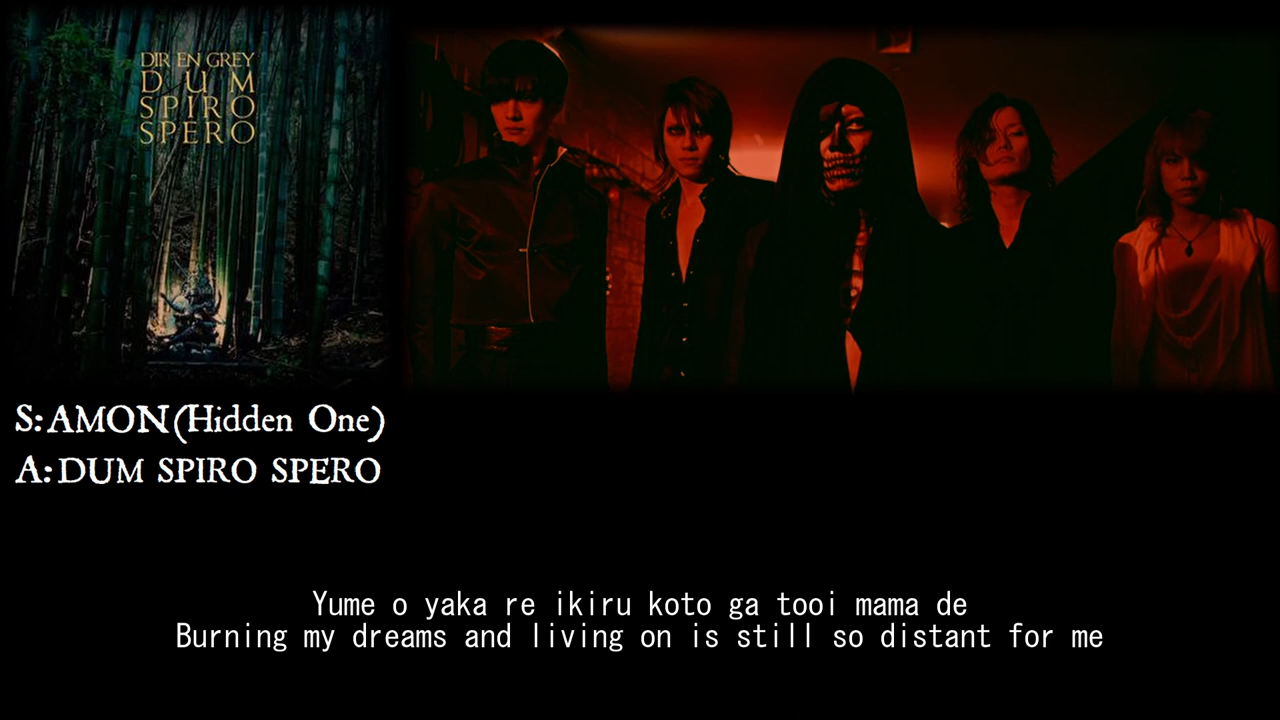 DIR EN GREY
DUM
SPIRO
SPERO
S:AMON(Hidden One)
A:DUM SPIRO SPERO
Yume o yaka re ikiru koto ga tooi mama de
Burning my dreams and living on is still so distant for me